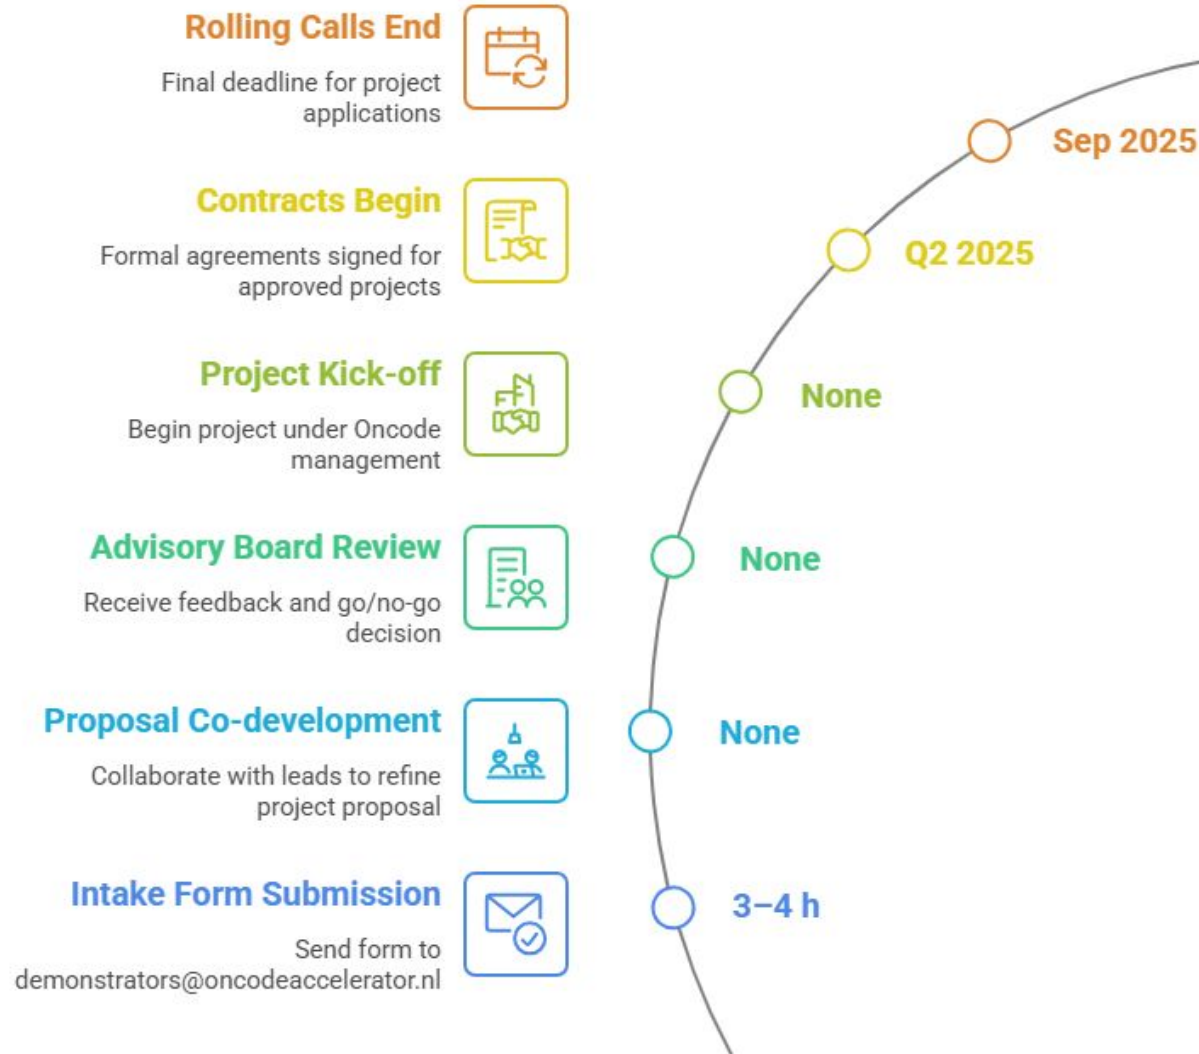 Rolling Calls End
Final deadline for project
applications
Sep 2025
Contracts Begin
Formal agreements signed for
approved projects
Q2 2025
Project Kick-off
Begin project under Oncode
management
None
Advisory Board Review
Receive feedback and go/no-go
decision
None
Proposal Co-development
Collaborate with leads to refine
project proposal
None
Intake Form Submission
Send form to
demonstrators@oncodeaccelerator.nl
3–4 h